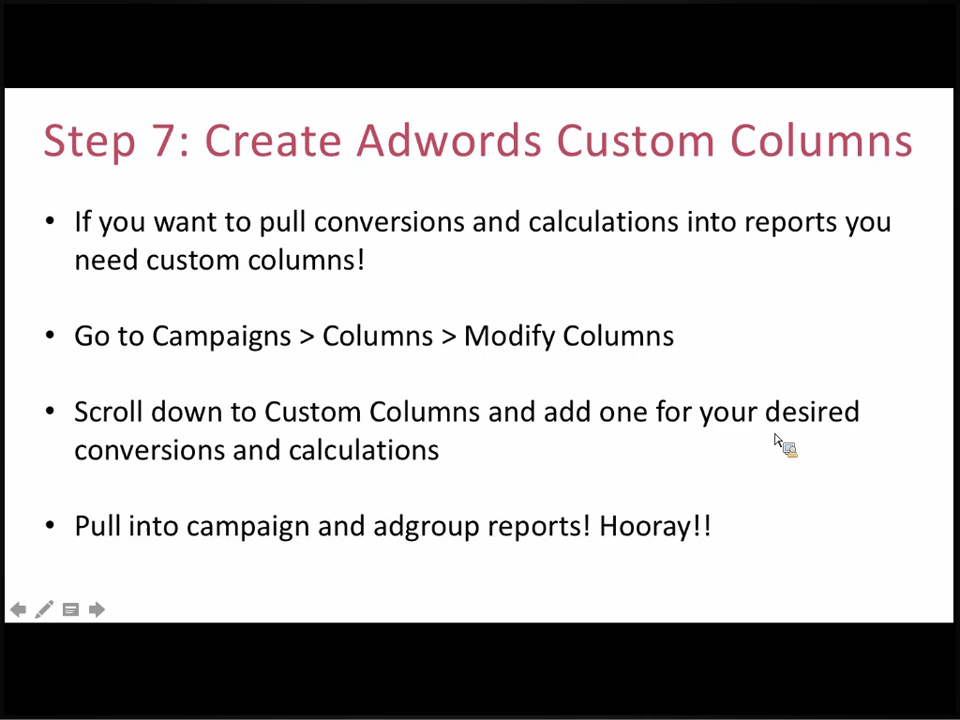 Step 7: Create Adwords Custom Columns
• If you want to pull conversions and calculations into reports you
need custom columns!
• Go to Campaigns > Columns > Modify Columns
• Scroll down to Custom Columns and add one for your desired
conversions and calculations
• Pull into campaign and adgroup reports! Hooray!!